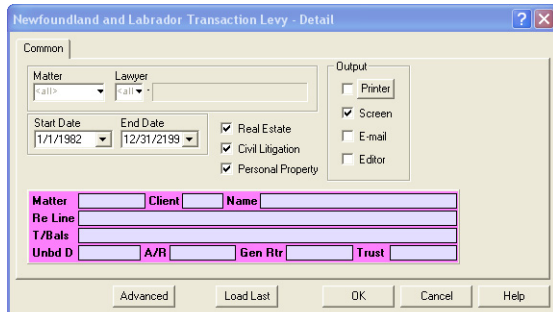 Newfoundland and Labrador Transaction Levy - Detail
Common
Matter Lawyer
<all> <all -
Start Date End Date
1/1/1982 12/31/2199
Real Estate
Civil Litigation
Personal Property
Output
Printer
Screen
E-mail
Editor
Matter Client Name
Re Line
T/Bals
Unbd D A/R Gen Rtr Trust
Advanced Load Last OK Cancel Help